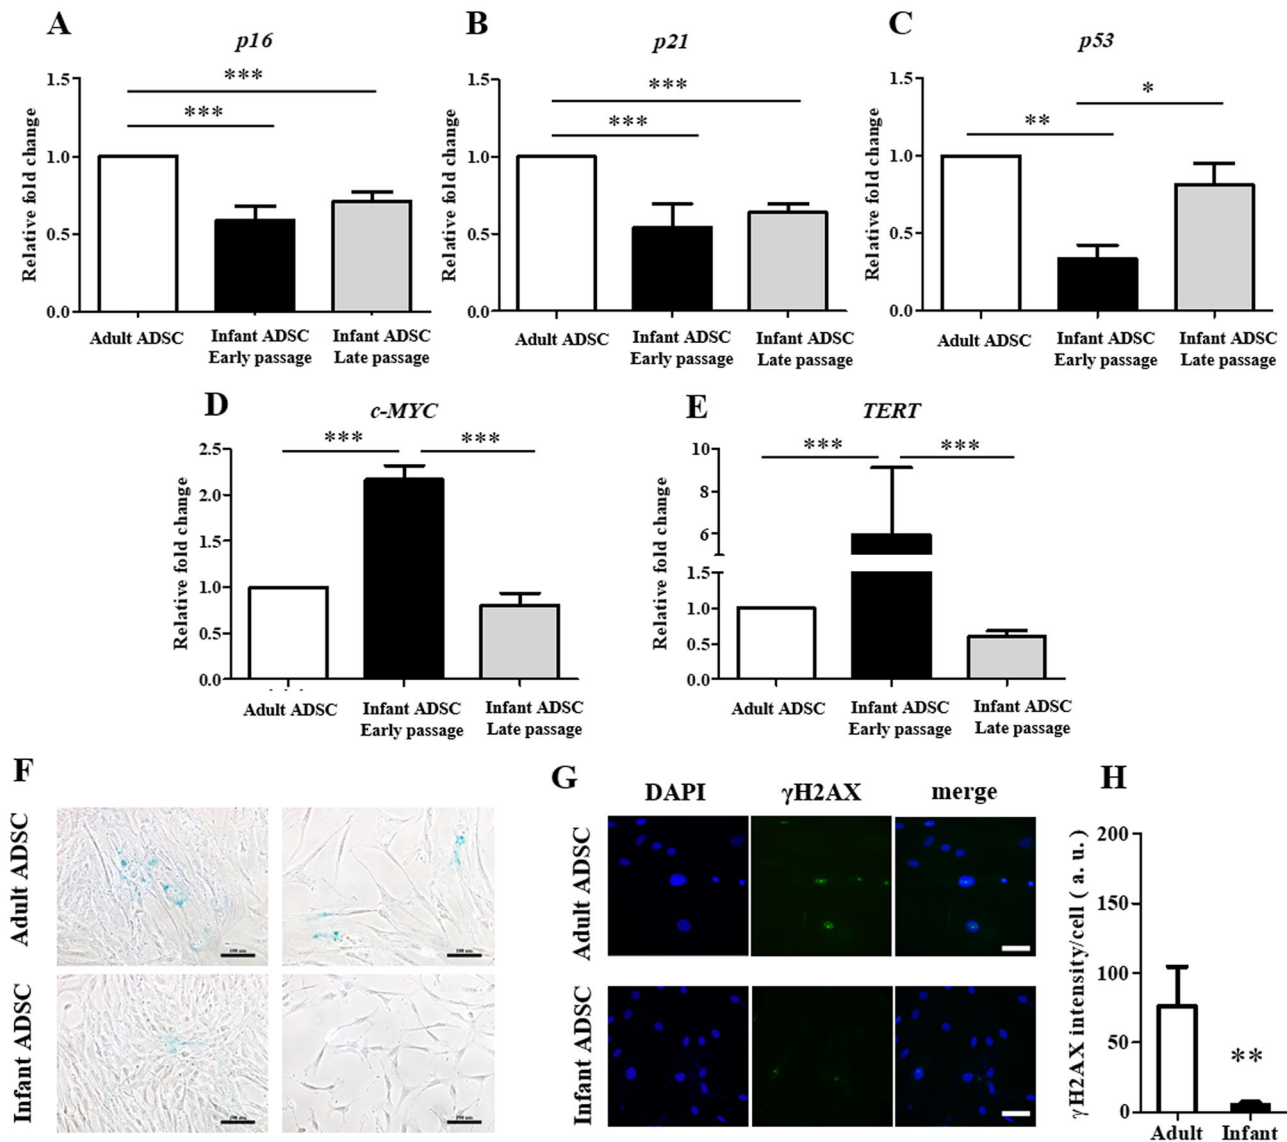 A
p16
Relative fold change
1.5
1.0
0.5
0.0
***
***
Adult ADSC
Infant ADSC
Early passage
Infant ADSC
Late passage
B
p21
Relative fold change
1.5
1.0
0.5
0.0
***
***
Adult ADSC
Infant ADSC
Early passage
Infant ADSC
Late passage
C
p53
Relative fold change
1.5
1.0
0.5
0.0
*
**
Adult ADSC
Infant ADSC
Early passage
Infant ADSC
Late passage
D
c-MYC
Relative fold change
2.5
2.0
1.5
1.0
0.5
0.0
***
***
Adult ADSC
Infant ADSC
Early passage
Infant ADSC
Late passage
E
TERT
Relative fold change
10
8
6
1.5
1.0
0.5
0.0
***
***
Adult ADSC
Infant ADSC
Early passage
Infant ADSC
Late passage
F
Adult ADSC
Infant ADSC
G
DAPI
γH2AX
merge
Adult ADSC
Infant ADSC
H
γH2AX intensity/cell ( a. u.)
200
150
100
50
0
**
Adult
Infant